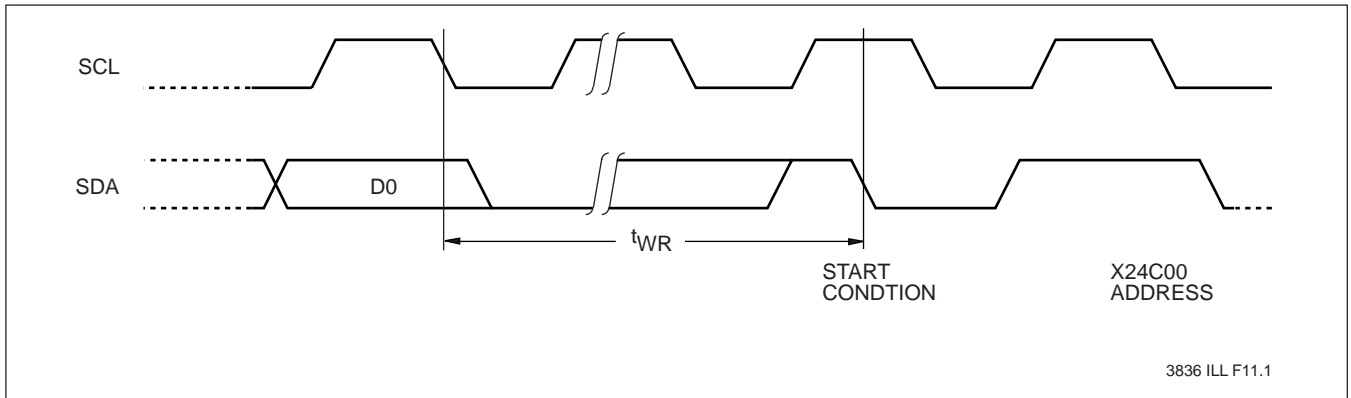 SCL
SDA
D0
tWR
START
CONDTION
X24C00
ADDRESS
3836 ILL F11.1